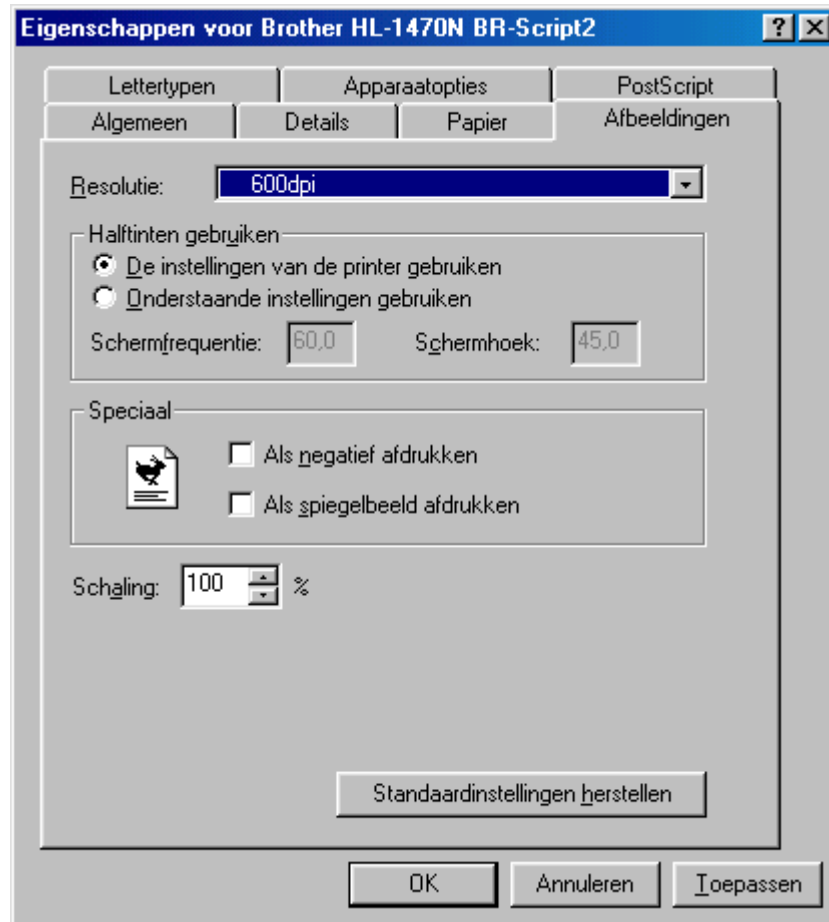 Eigenschappen voor Brother HL-1470N BR-Script2
Lettertypen Apparaatopties PostScript
Algemeen Details Papier Afbeeldingen
Resolutie: 600dpi
Halftinten gebruiken
De instellingen van de printer gebruiken
Onderstaande instellingen gebruiken
Schermfrequentie: 60,0 Schermhoek: 45,0
Speciaal
Als negatief afdrukken
Als spiegelbeeld afdrukken
Schaling: 100 %
Standaardinstellingen herstellen
OK Annuleren Toepassen